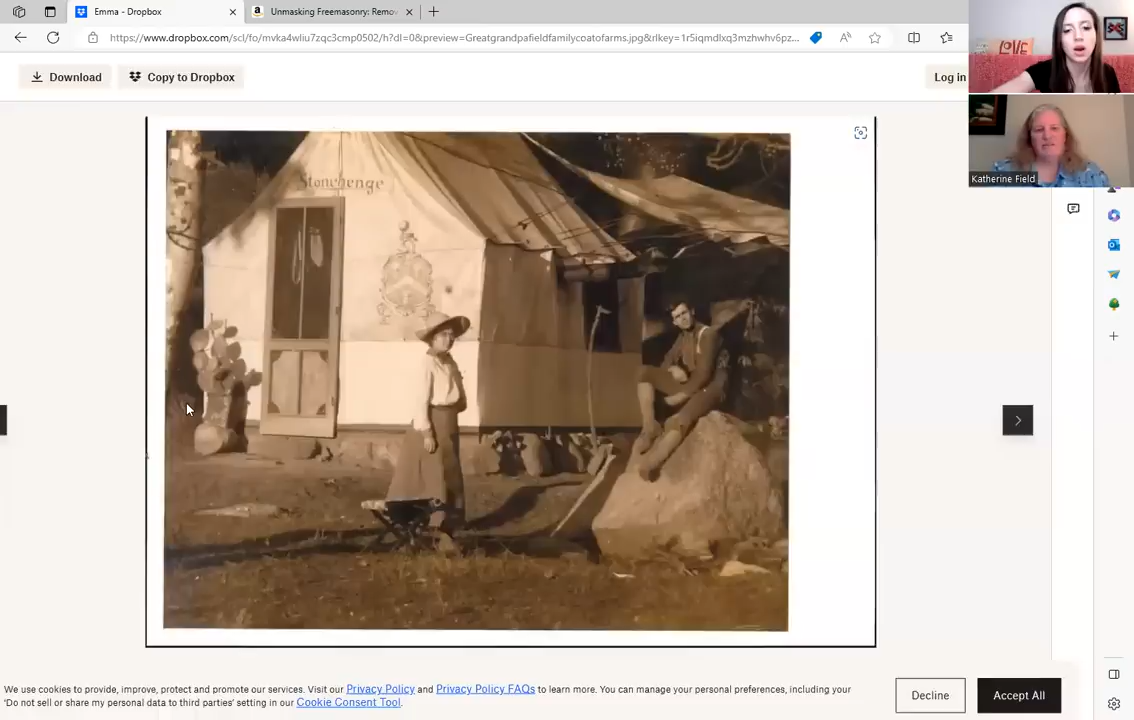 Emma - Dropbox
Unmasking Freemasonry: Remov
https://www.dropbox.com/scl/fo/mvka4wliu7zqc3cmp0502/h?dl=0&preview=Greatgrandpafieldfamilycoatofarms.jpg&rlkey=1r5iqmdlxq3mzhwhv6pz...
Download
Copy to Dropbox
Log in
LOVE
Katherine Field
Stonehenge
We use cookies to provide, improve, protect and promote our services. Visit our Privacy Policy and Privacy Policy FAQs to learn more. You can manage your personal preferences, including your
'Do not sell or share my personal data to third parties' setting in our Cookie Consent Tool.
Decline
Accept All